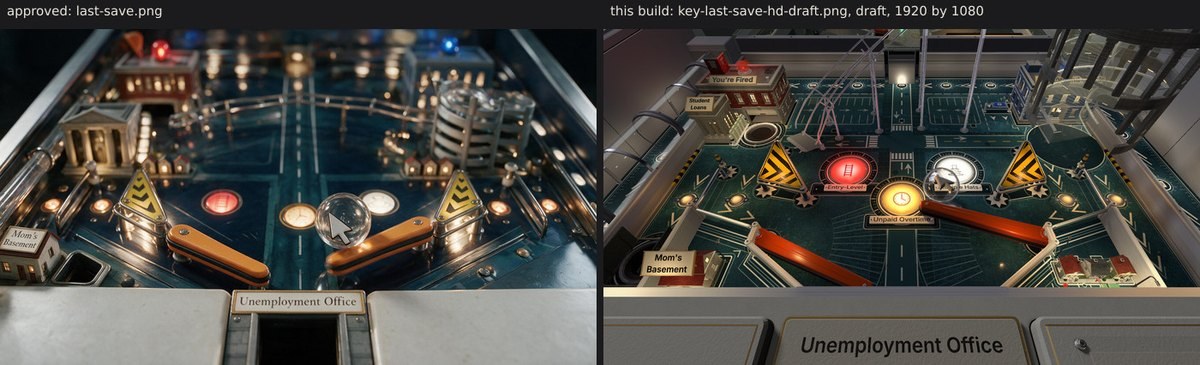 approved: last-save.png
this build: key-last-save-hd-draft.png, draft, 1920 by 1080
Mom's
Basement
Unemployment Office
You're Fired
Student
Loans
Entry-Level
Hats
Unpaid Overtime
Mom's
Basement
Unemployment Office